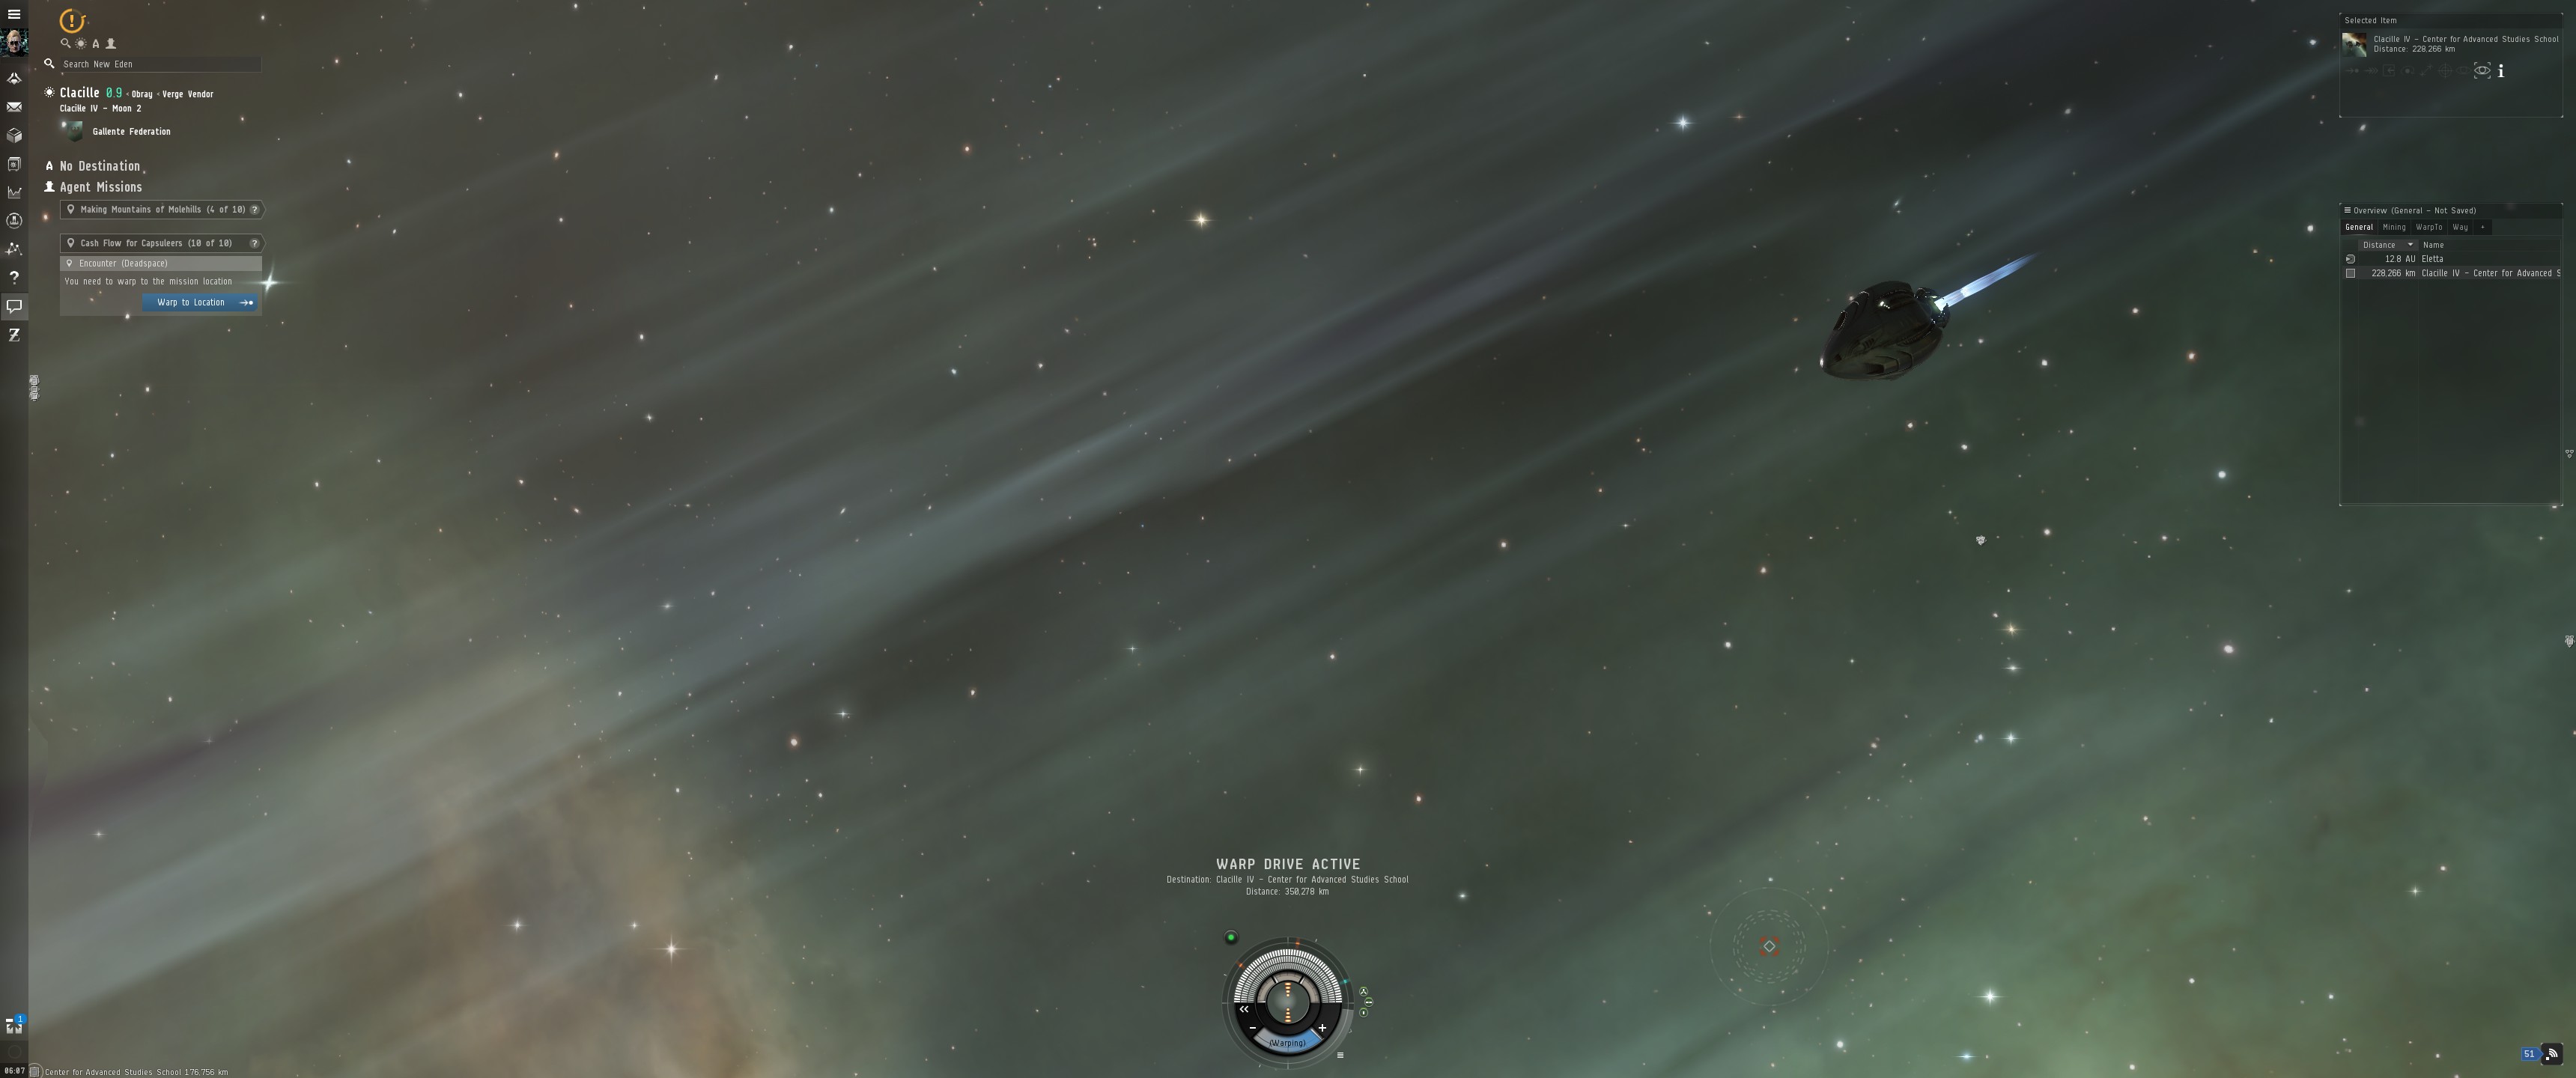 Search New Eden
Clacille 0.9 ‹ Obray ‹ Verge Vendor
Clacille IV - Moon 2
Gallente Federation
No Destination
Agent Missions
Making Mountains of Molehills (4 of 10) ?
Cash Flow for Capsuleers (10 of 10) ?
Encounter (Deadspace)
You need to warp to the mission location
Warp to Location
Selected Item
Clacille IV - Center for Advanced Studies School
Distance: 228,266 km
Overview (General - Not Saved)
General Mining WarpTo Way +
Distance Name
12.8 AU Eletta
228,266 km Clacille IV - Center for Advanced S
WARP DRIVE ACTIVE
Destination: Clacille IV - Center for Advanced Studies School
Distance: 350,278 km
(Warping)
1
51
06:07
Center for Advanced Studies School 176,756 km